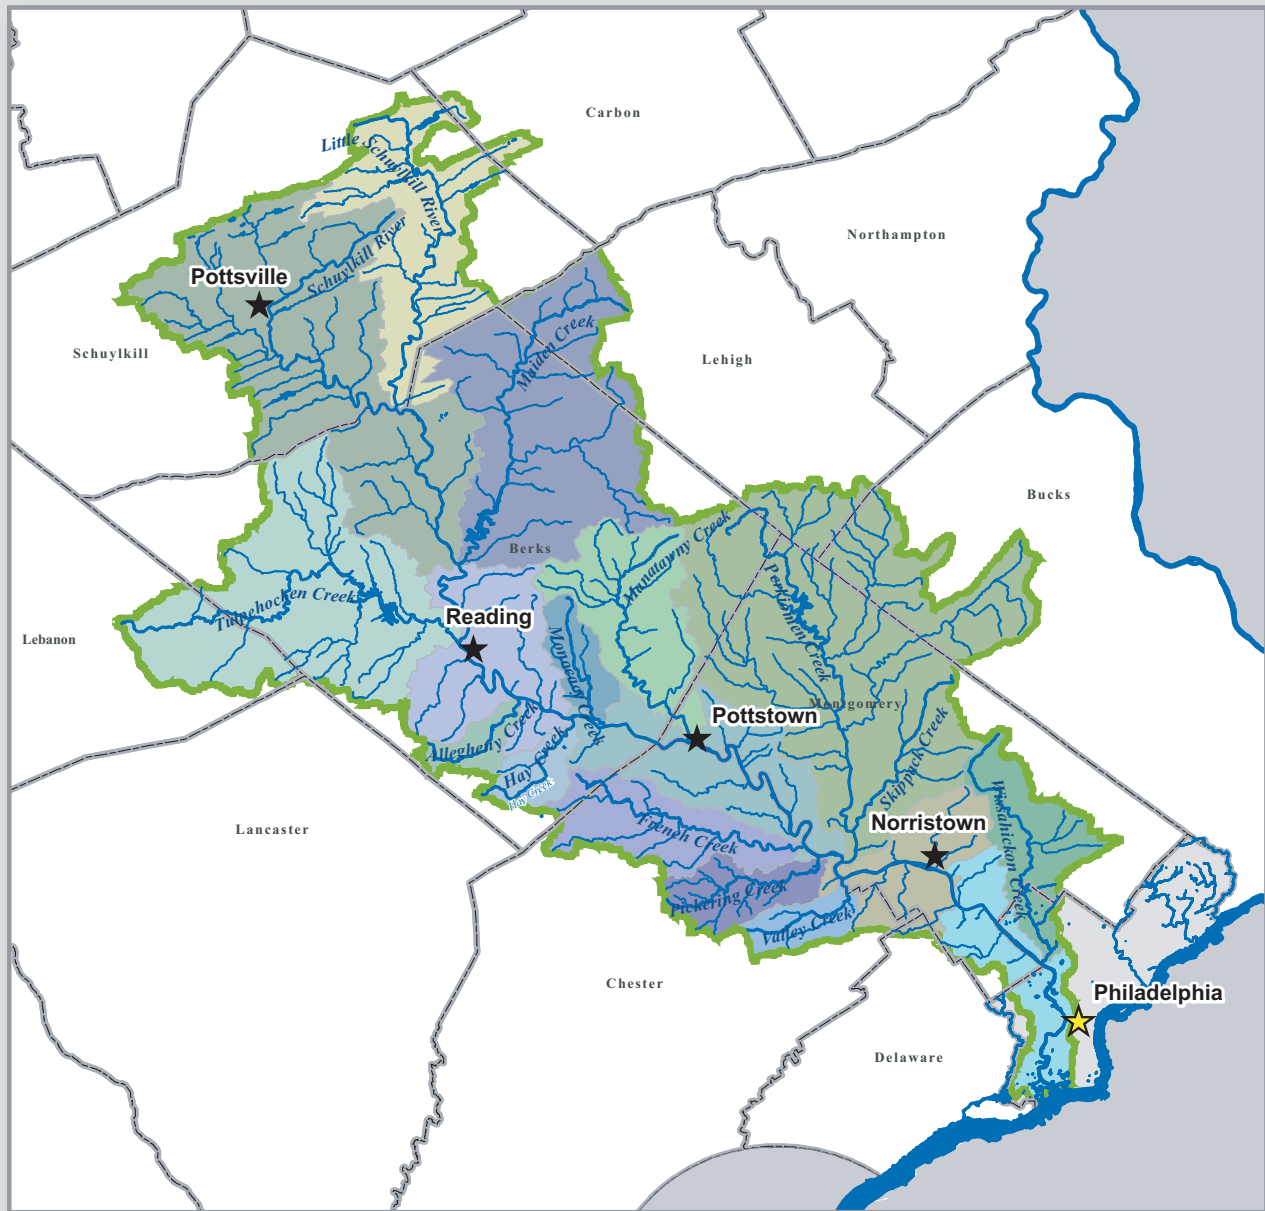 Carbon
Little Schuylkill River
Northampton
Schuylkill River
Pottsville
Maiden Creek
Schuylkill
Lehigh
Bucks
Berks
Manatawny Creek
Perkiomen Creek
Tulpehocken Creek
Reading
Lebanon
Monocacy Creek
Montgomery
Pottstown
Allegheny Creek
Skippack Creek
Hay Creek
Hay Creek
Wissahickon Creek
Lancaster
French Creek
Norristown
Pickering Creek
Valley Creek
Chester
Philadelphia
Delaware